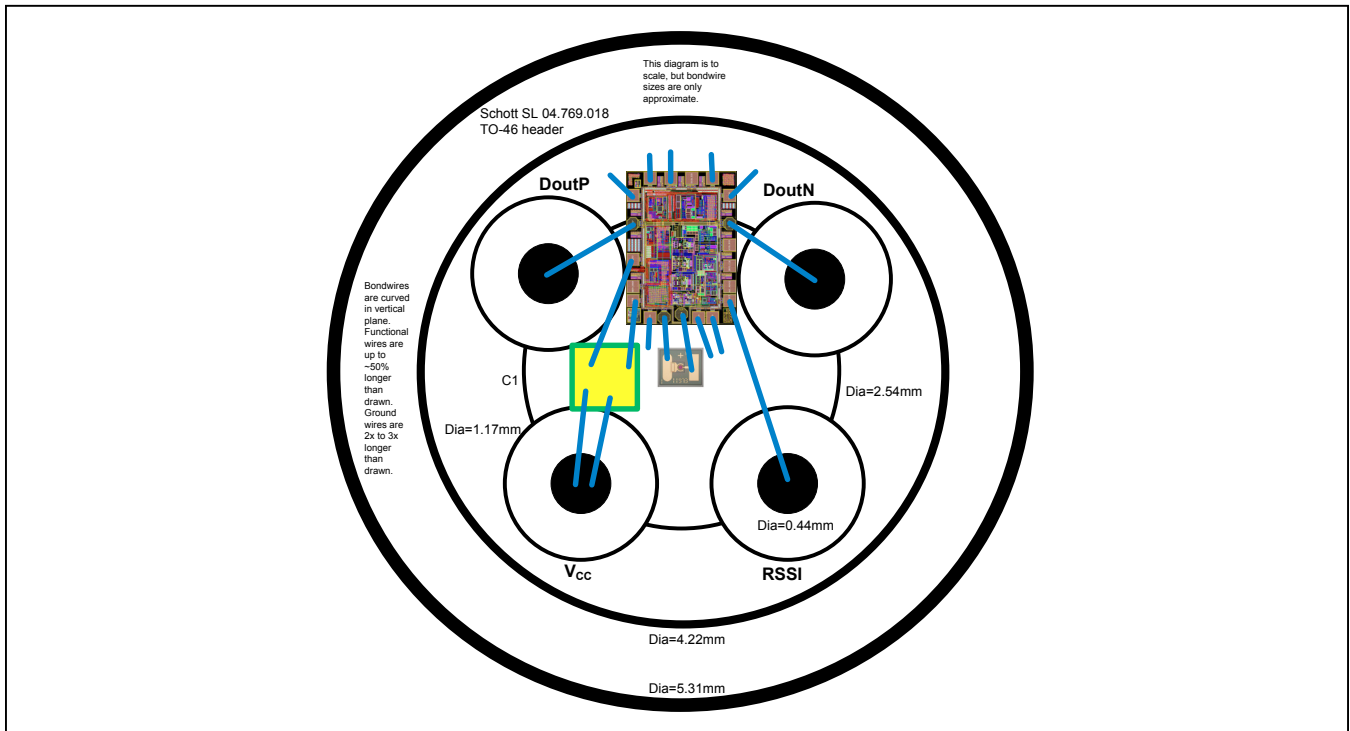 This diagram is to
scale, but bondwire
sizes are only
approximate.
Schott SL 04.769.018
TO-46 header
DoutP
DoutN
Bondwires
are curved
in vertical
plane.
Functional
wires are
up to
~50%
longer
than
drawn.
Ground
wires are
2x to 3x
longer
than
drawn.
C1
Dia=2.54mm
Dia=1.17mm
Dia=0.44mm
VCC
RSSI
Dia=4.22mm
Dia=5.31mm